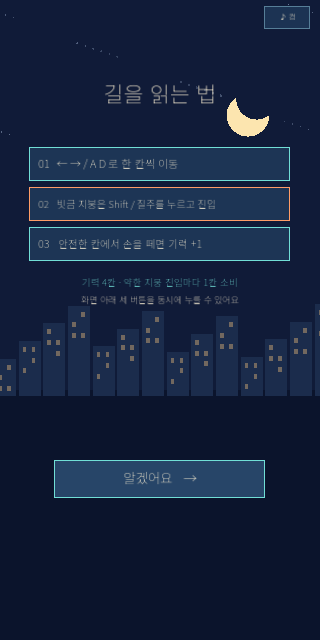 ♪ 켬
길을 읽는 법
01 ← → / A D 로 한 칸씩 이동
02 빗금 지붕은 Shift / 질주를 누르고 진입
03 안전한 칸에서 손을 떼면 기력 +1
기력 4칸 · 약한 지붕 진입마다 1칸 소비
화면 아래 세 버튼을 동시에 누를 수 있어요
알겠어요 →